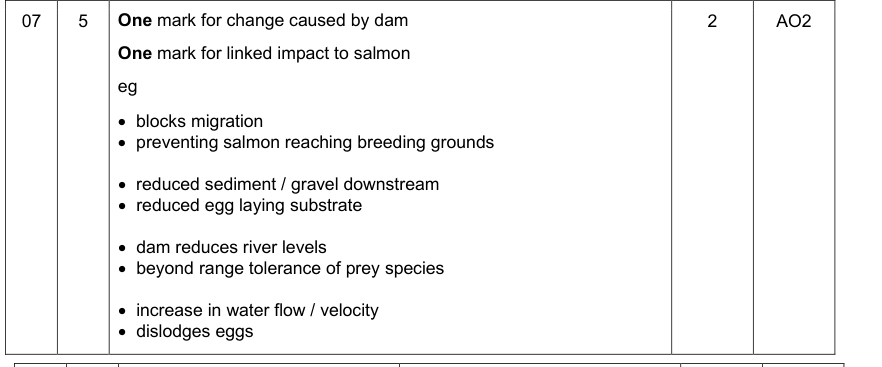 07 5 One mark for change caused by dam 2 AO2
One mark for linked impact to salmon
eg
• blocks migration
• preventing salmon reaching breeding grounds
• reduced sediment / gravel downstream
• reduced egg laying substrate
• dam reduces river levels
• beyond range tolerance of prey species
• increase in water flow / velocity
• dislodges eggs